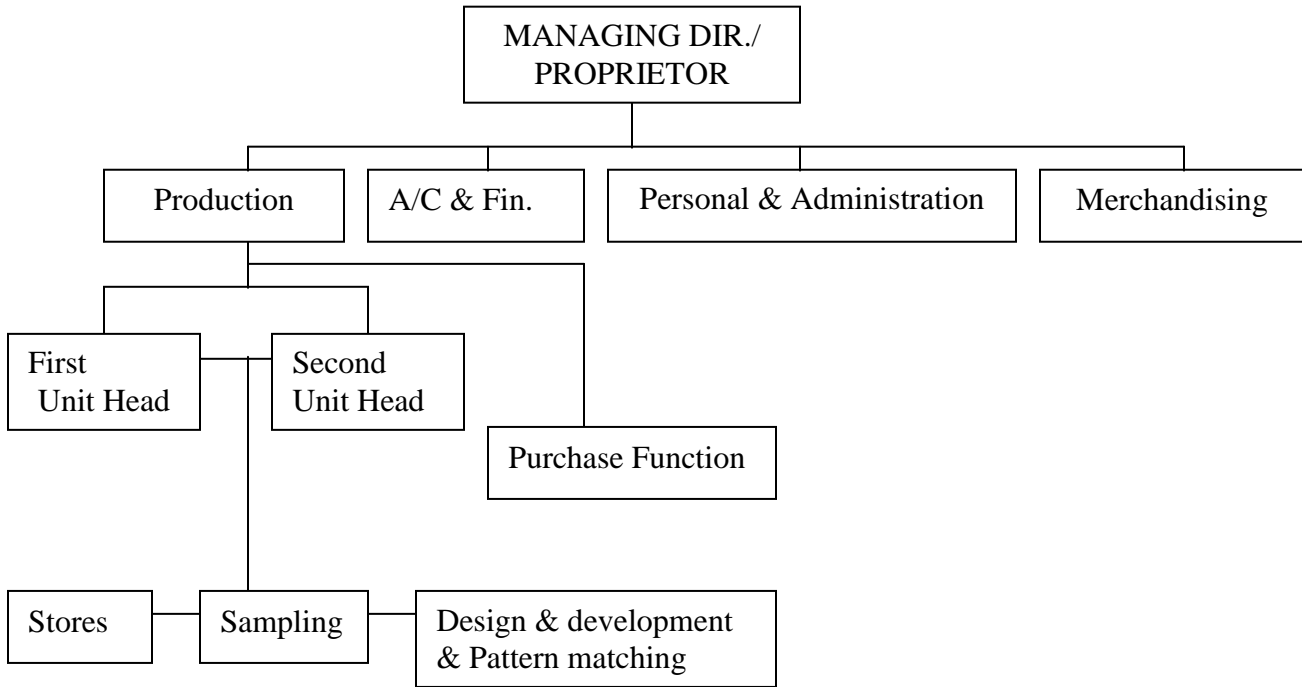 MANAGING DIR./
PROPRIETOR
Production
A/C & Fin.
Personal & Administration
Merchandising
First
Unit Head
Second
Unit Head
Purchase Function
Stores
Sampling
Design & development
& Pattern matching